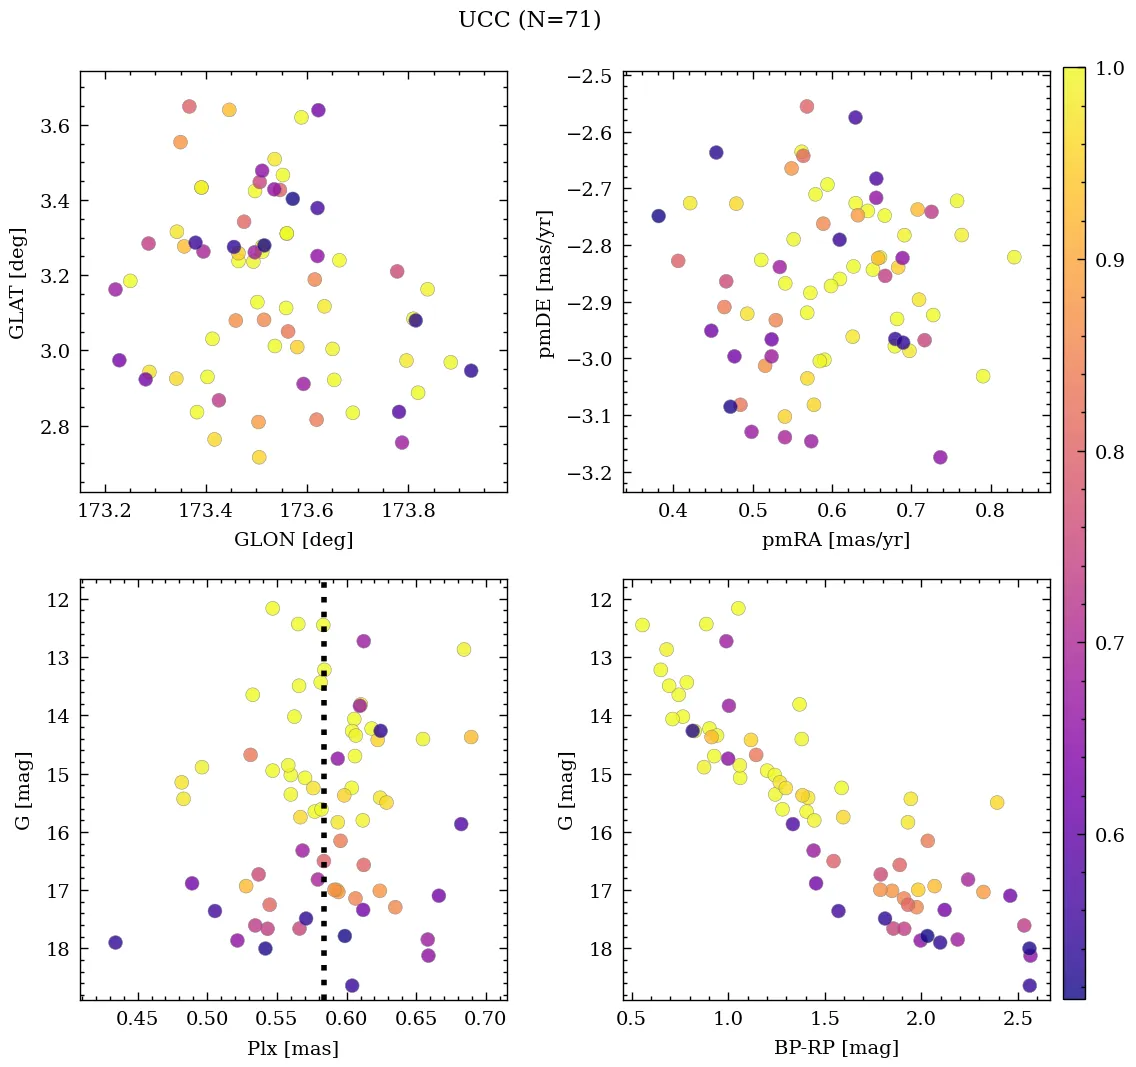 UCC (N=71)
3.6
3.4
3.2
3.0
2.8
GLAT [deg]
173.2 173.4 173.6 173.8
GLON [deg]
−2.5
−2.6
−2.7
−2.8
−2.9
−3.0
−3.1
−3.2
pmDE [mas/yr]
0.4 0.5 0.6 0.7 0.8
pmRA [mas/yr]
1.0
0.9
0.8
0.7
0.6
12
13
14
15
16
17
18
G [mag]
0.45 0.50 0.55 0.60 0.65 0.70
Plx [mas]
12
13
14
15
16
17
18
G [mag]
0.5 1.0 1.5 2.0 2.5
BP-RP [mag]